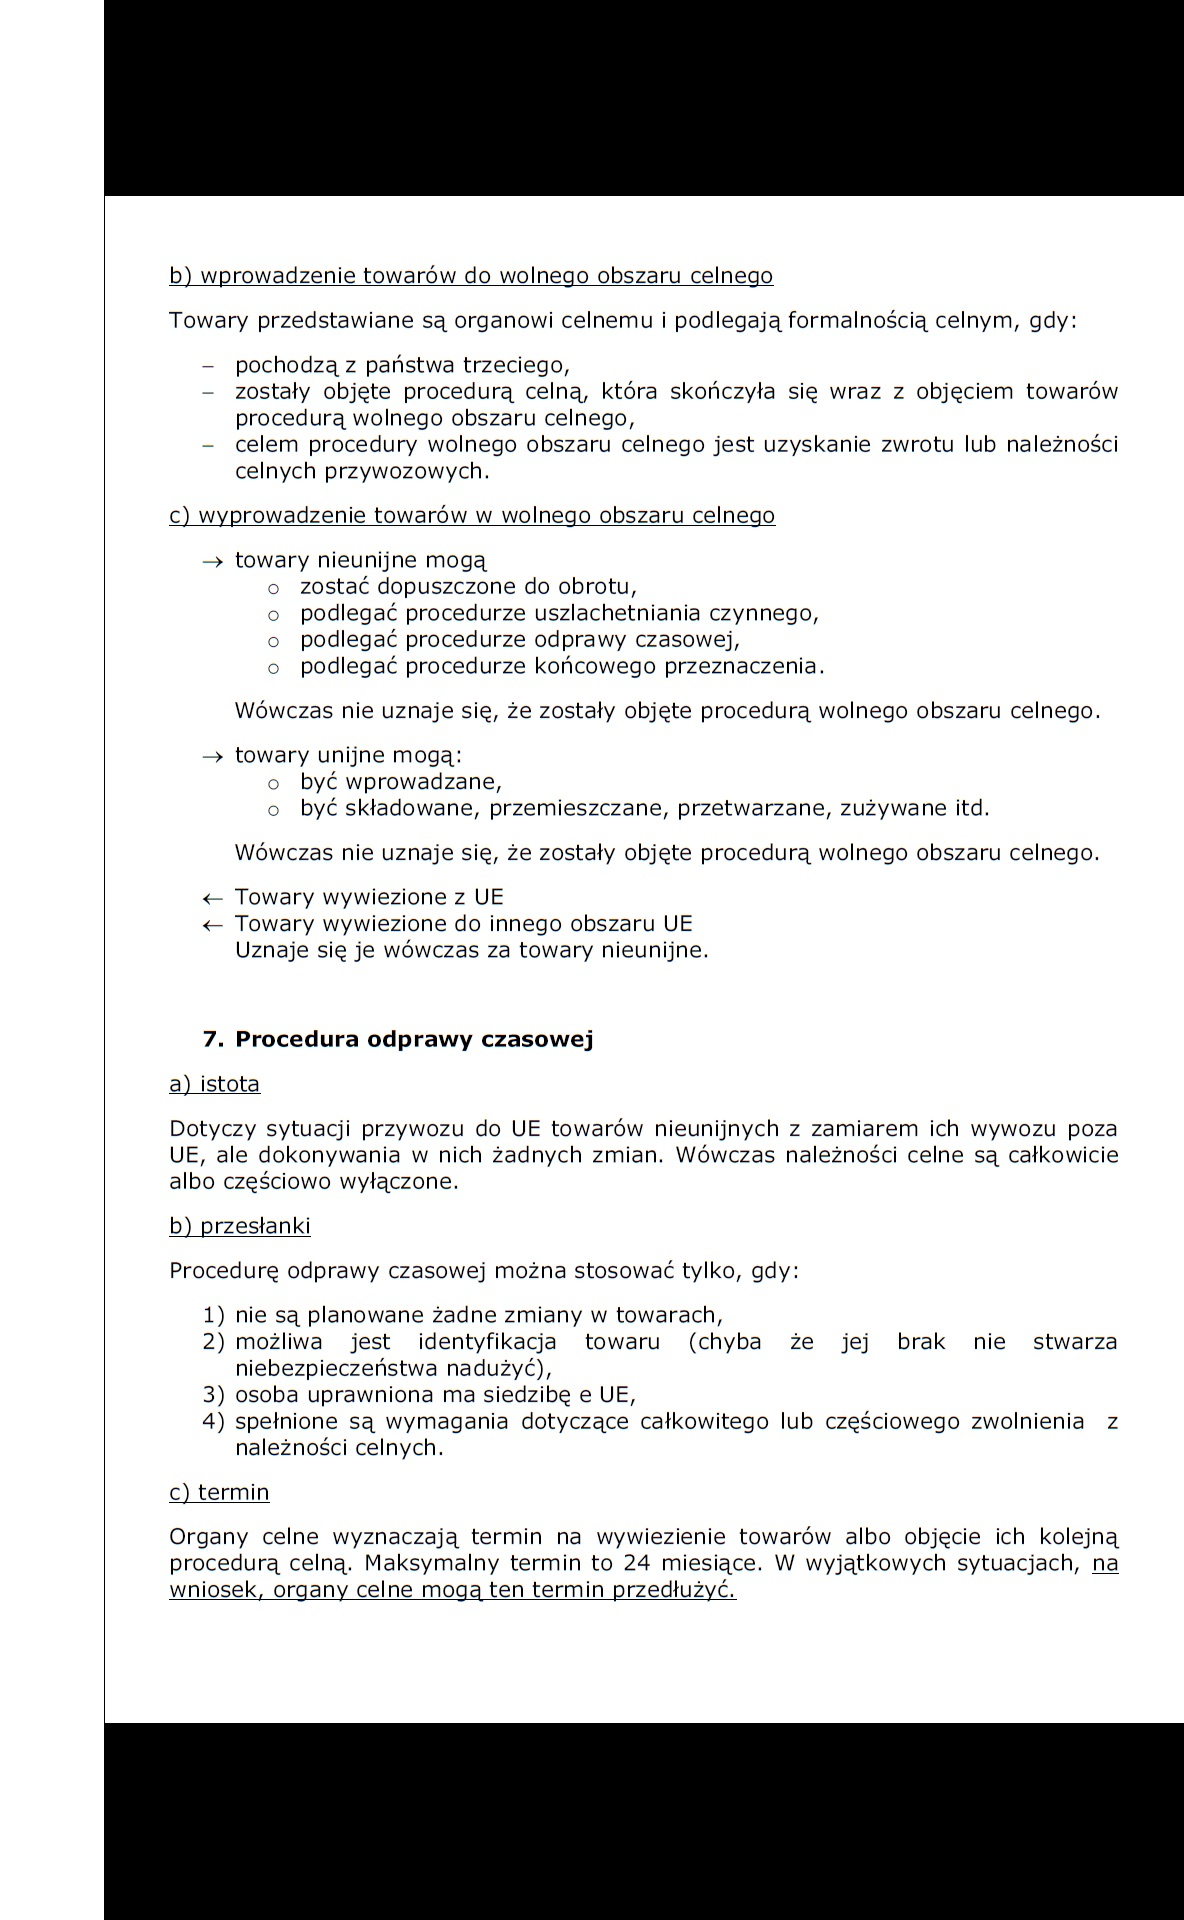 b) wprowadzenie towarów do wolnego obszaru celnego
Towary przedstawiane są organowi celnemu i podlegają formalnością celnym, gdy:
– pochodzą z państwa trzeciego,
– zostały objęte procedurą celną, która skończyła się wraz z objęciem towarów
procedurą wolnego obszaru celnego,
– celem procedury wolnego obszaru celnego jest uzyskanie zwrotu lub należności
celnych przywozowych.
c) wyprowadzenie towarów w wolnego obszaru celnego
→ towary nieunijne mogą
o zostać dopuszczone do obrotu,
o podlegać procedurze uszlachetniania czynnego,
o podlegać procedurze odprawy czasowej,
o podlegać procedurze końcowego przeznaczenia.
Wówczas nie uznaje się, że zostały objęte procedurą wolnego obszaru celnego.
→ towary unijne mogą:
o być wprowadzane,
o być składowane, przemieszczane, przetwarzane, zużywane itd.
Wówczas nie uznaje się, że zostały objęte procedurą wolnego obszaru celnego.
← Towary wywiezione z UE
← Towary wywiezione do innego obszaru UE
Uznaje się je wówczas za towary nieunijne.
7. Procedura odprawy czasowej
a) istota
Dotyczy sytuacji przywozu do UE towarów nieunijnych z zamiarem ich wywozu poza
UE, ale dokonywania w nich żadnych zmian. Wówczas należności celne są całkowicie
albo częściowo wyłączone.
b) przesłanki
Procedurę odprawy czasowej można stosować tylko, gdy:
1) nie są planowane żadne zmiany w towarach,
2) możliwa jest identyfikacja towaru (chyba że jej brak nie stwarza
niebezpieczeństwa nadużyć),
3) osoba uprawniona ma siedzibę e UE,
4) spełnione są wymagania dotyczące całkowitego lub częściowego zwolnienia z
należności celnych.
c) termin
Organy celne wyznaczają termin na wywiezienie towarów albo objęcie ich kolejną
procedurą celną. Maksymalny termin to 24 miesiące. W wyjątkowych sytuacjach, na
wniosek, organy celne mogą ten termin przedłużyć.